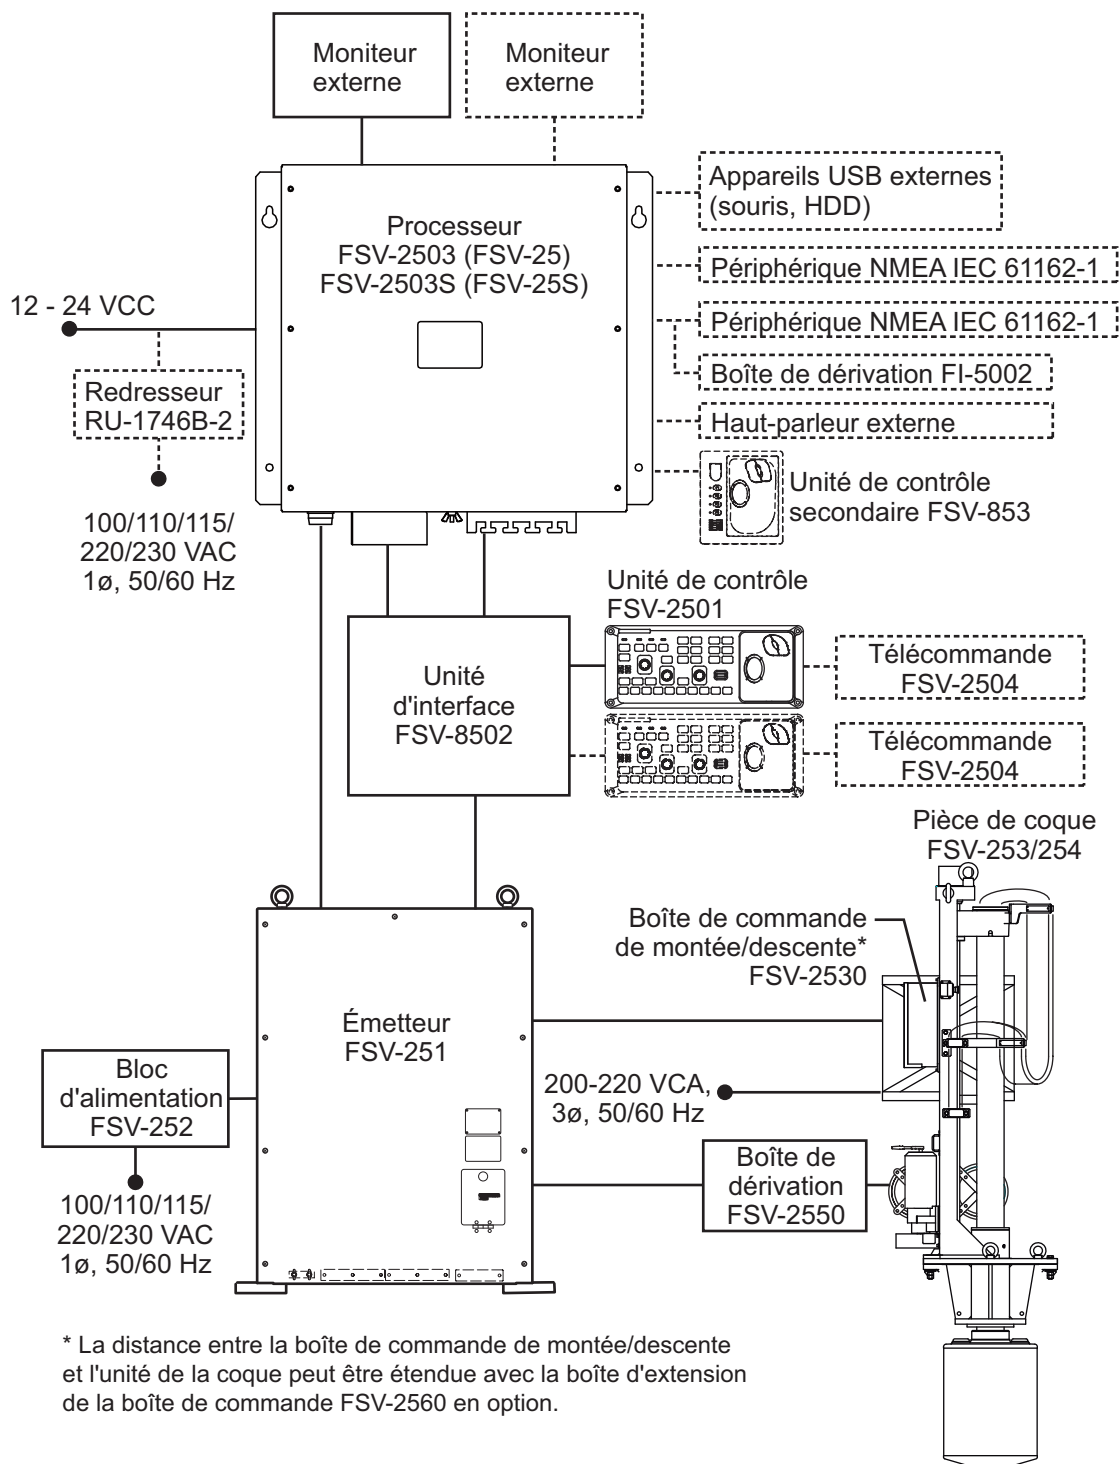 Moniteur
externe
Moniteur
externe
Appareils USB externes
(souris, HDD)
Processeur
FSV-2503 (FSV-25)
FSV-2503S (FSV-25S)
Périphérique NMEA IEC 61162-1
12 - 24 VCC
Périphérique NMEA IEC 61162-1
Redresseur
RU-1746B-2
Boîte de dérivation FI-5002
Haut-parleur externe
Unité de contrôle
secondaire FSV-853
100/110/115/
220/230 VAC
1ø, 50/60 Hz
Unité de contrôle
FSV-2501
Unité
d'interface
FSV-8502
Télécommande
FSV-2504
Télécommande
FSV-2504
Pièce de coque
FSV-253/254
Boîte de commande
de montée/descente*
FSV-2530
Émetteur
FSV-251
Bloc
d'alimentation
FSV-252
200-220 VCA,
3ø, 50/60 Hz
Boîte de
dérivation
FSV-2550
100/110/115/
220/230 VAC
1ø, 50/60 Hz
* La distance entre la boîte de commande de montée/descente
et l'unité de la coque peut être étendue avec la boîte d'extension
de la boîte de commande FSV-2560 en option.